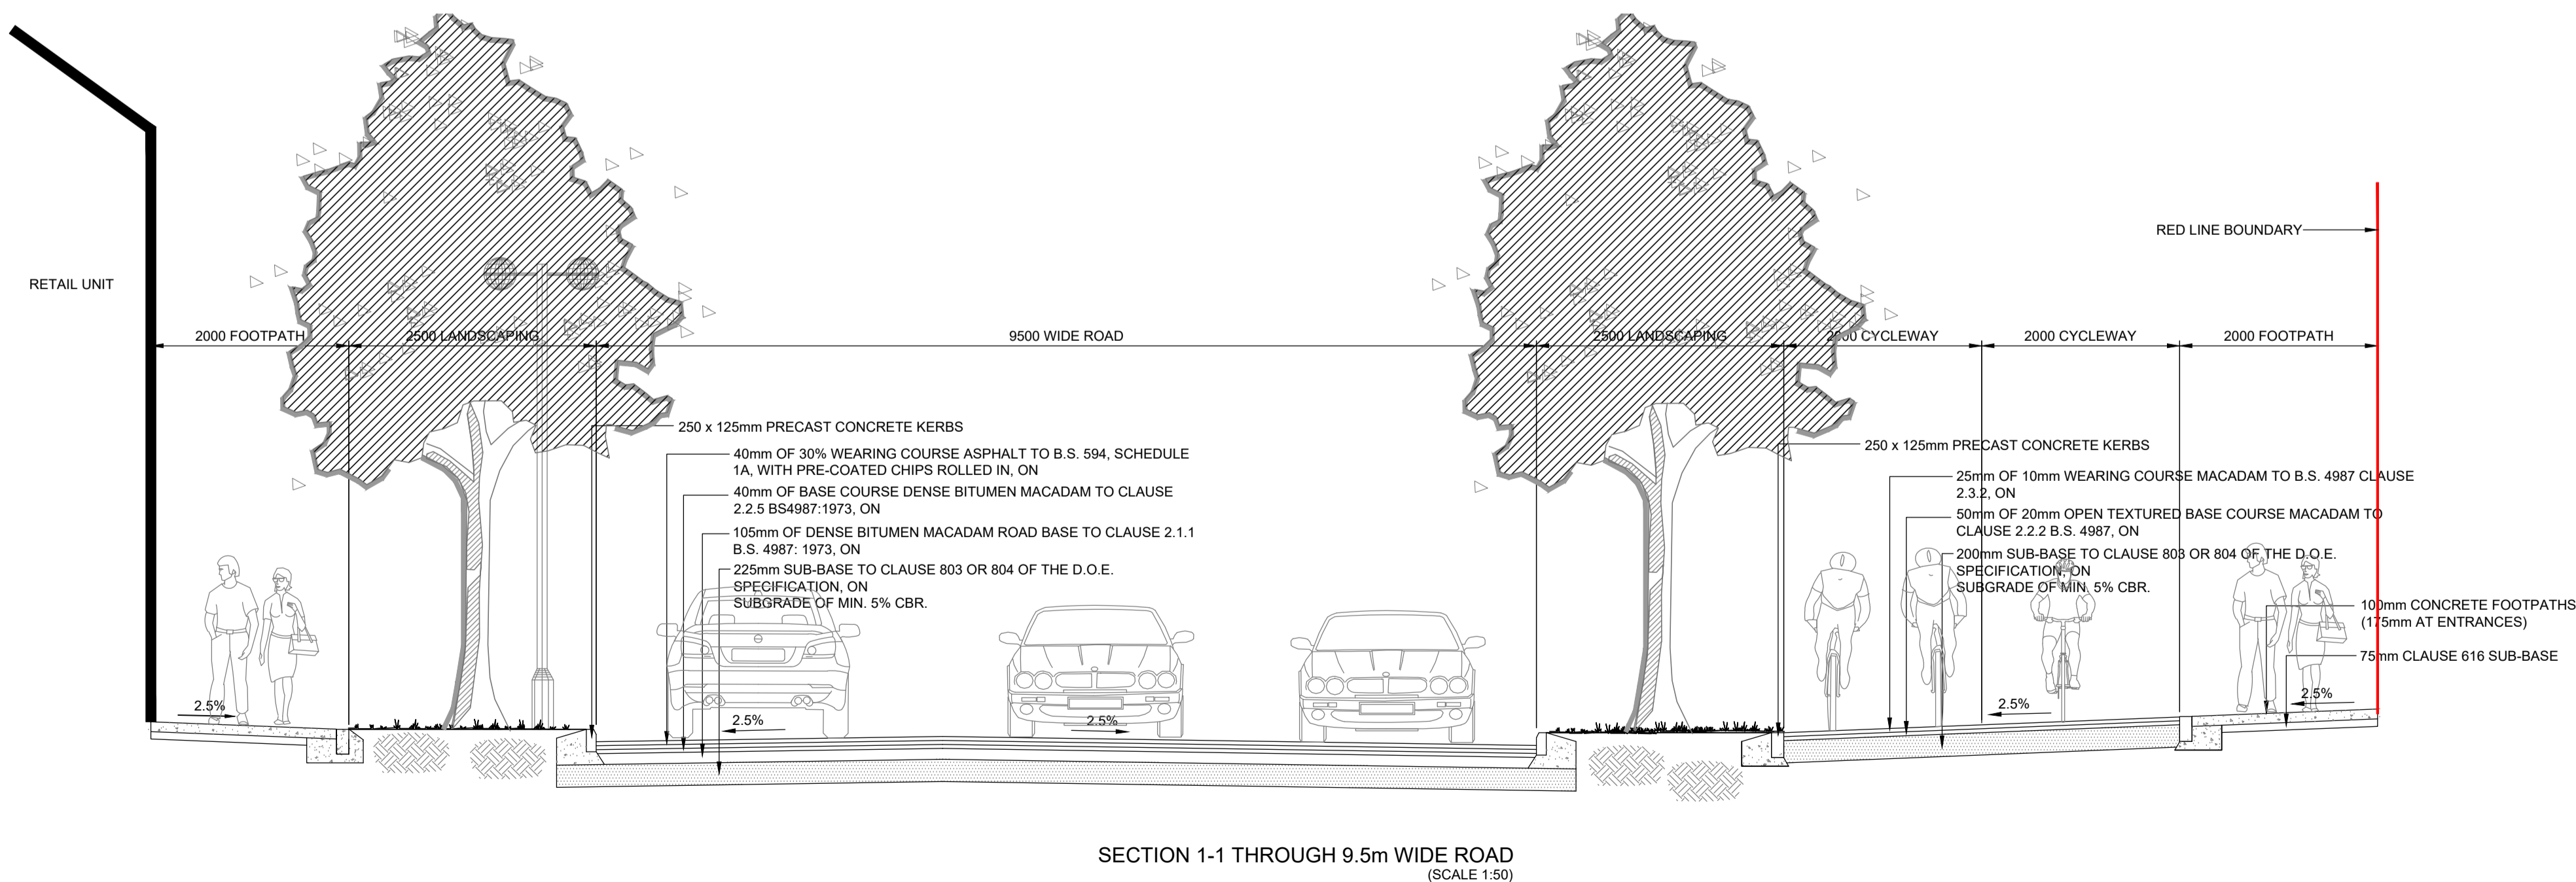 RED LINE BOUNDARY
RETAIL UNIT
2000 FOOTPATH
2500 LANDSCAPING
9500 WIDE ROAD
2500 LANDSCAPING
2000 CYCLEWAY
2000 CYCLEWAY
2000 FOOTPATH
250 x 125mm PRECAST CONCRETE KERBS
40mm OF 30% WEARING COURSE ASPHALT TO B.S. 594, SCHEDULE
1A, WITH PRE-COATED CHIPS ROLLED IN, ON
40mm OF BASE COURSE DENSE BITUMEN MACADAM TO CLAUSE
2.2.5 BS4987:1973, ON
105mm OF DENSE BITUMEN MACADAM ROAD BASE TO CLAUSE 2.1.1
B.S. 4987: 1973, ON
225mm SUB-BASE TO CLAUSE 803 OR 804 OF THE D.O.E.
SPECIFICATION, ON
SUBGRADE OF MIN. 5% CBR.
250 x 125mm PRECAST CONCRETE KERBS
25mm OF 10mm WEARING COURSE MACADAM TO B.S. 4987 CLAUSE
2.3.2, ON
50mm OF 20mm OPEN TEXTURED BASE COURSE MACADAM TO
CLAUSE 2.2.2 B.S. 4987, ON
200mm SUB-BASE TO CLAUSE 803 OR 804 OF THE D.O.E.
SPECIFICATION, ON
SUBGRADE OF MIN. 5% CBR.
100mm CONCRETE FOOTPATHS
(175mm AT ENTRANCES)
75mm CLAUSE 616 SUB-BASE
2.5%
2.5%
2.5%
2.5%
2.5%
SECTION 1-1 THROUGH 9.5m WIDE ROAD
(SCALE 1:50)